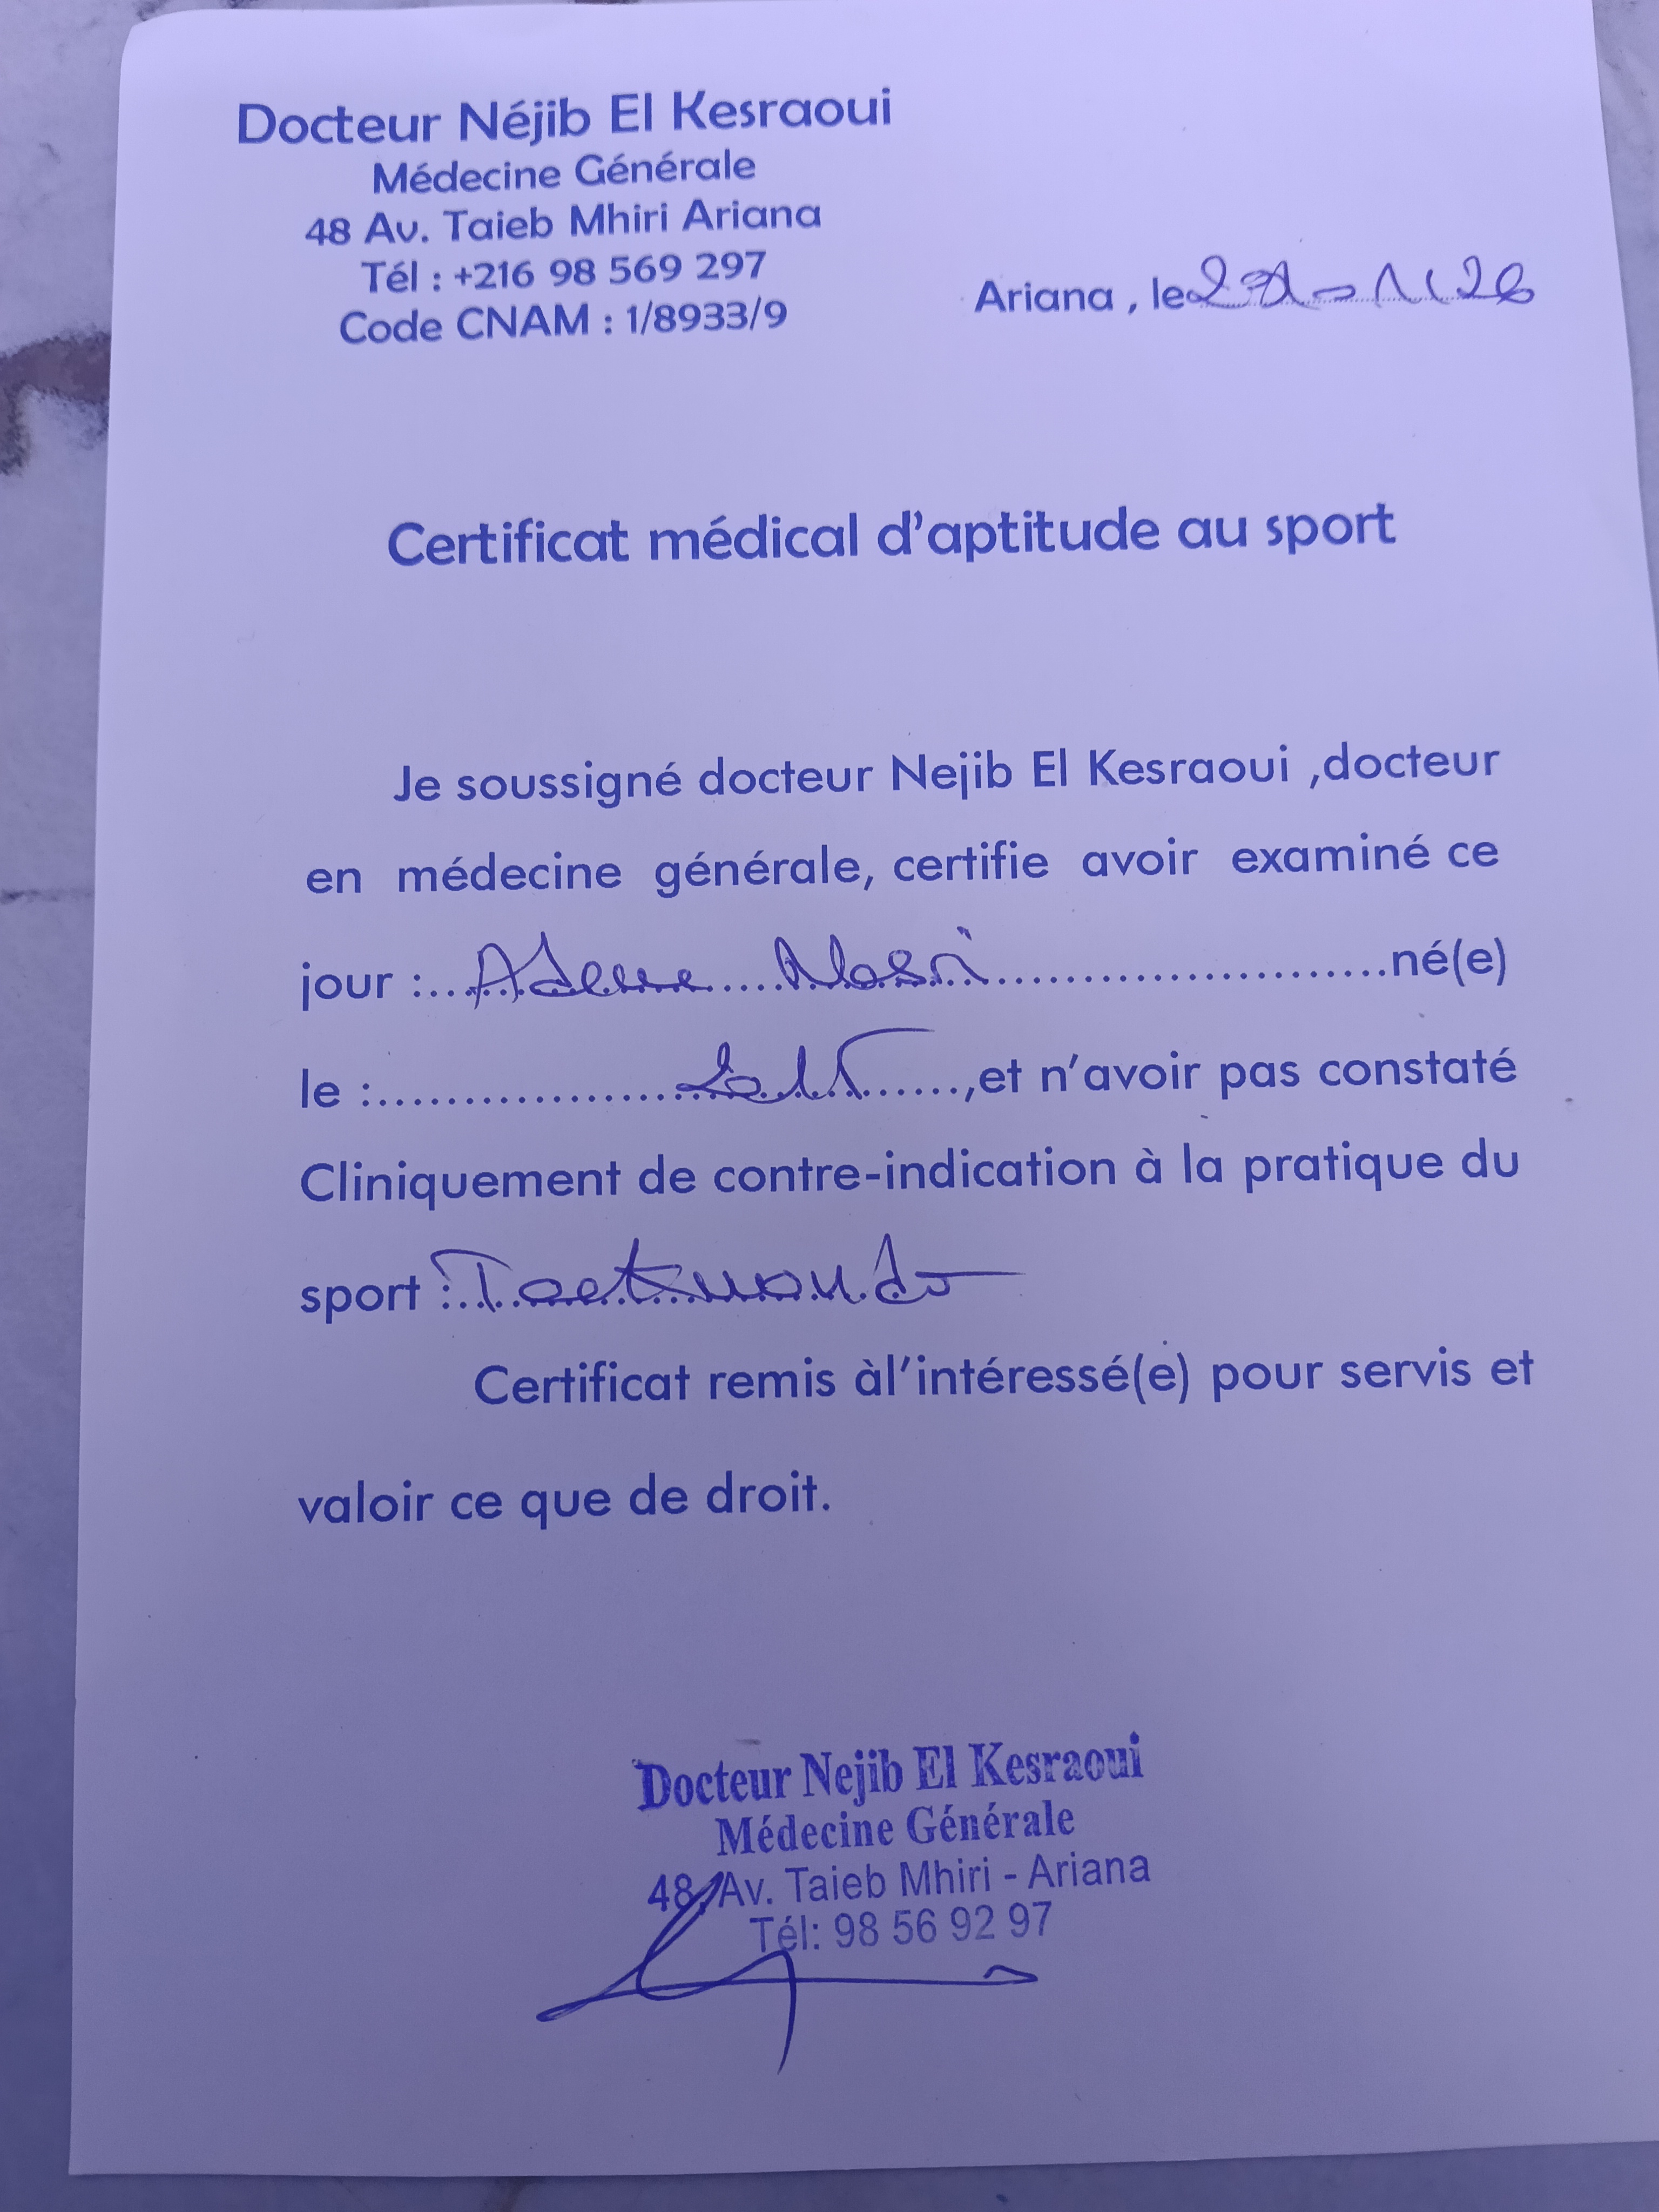 Docteur Néjib El Kesraoui
Médecine Générale
48 Av. Taieb Mhiri Ariana
Tél : +216 98 569 297
Code CNAM : 1/8933/9
Ariana , le
Certificat médical d'aptitude au sport
Je soussigné docteur Nejib El Kesraoui ,docteur
en médecine générale, certifie avoir examiné ce
jour :.............................né(e)
le :.............................,et n'avoir pas constaté
Cliniquement de contre-indication à la pratique du
sport :
Certificat remis àl'intéressé(e) pour servis et
valoir ce que de droit.
Docteur Nejib El Kesraoui
Médecine Générale
48, Av. Taieb Mhiri - Ariana
Tél: 98 56 92 97